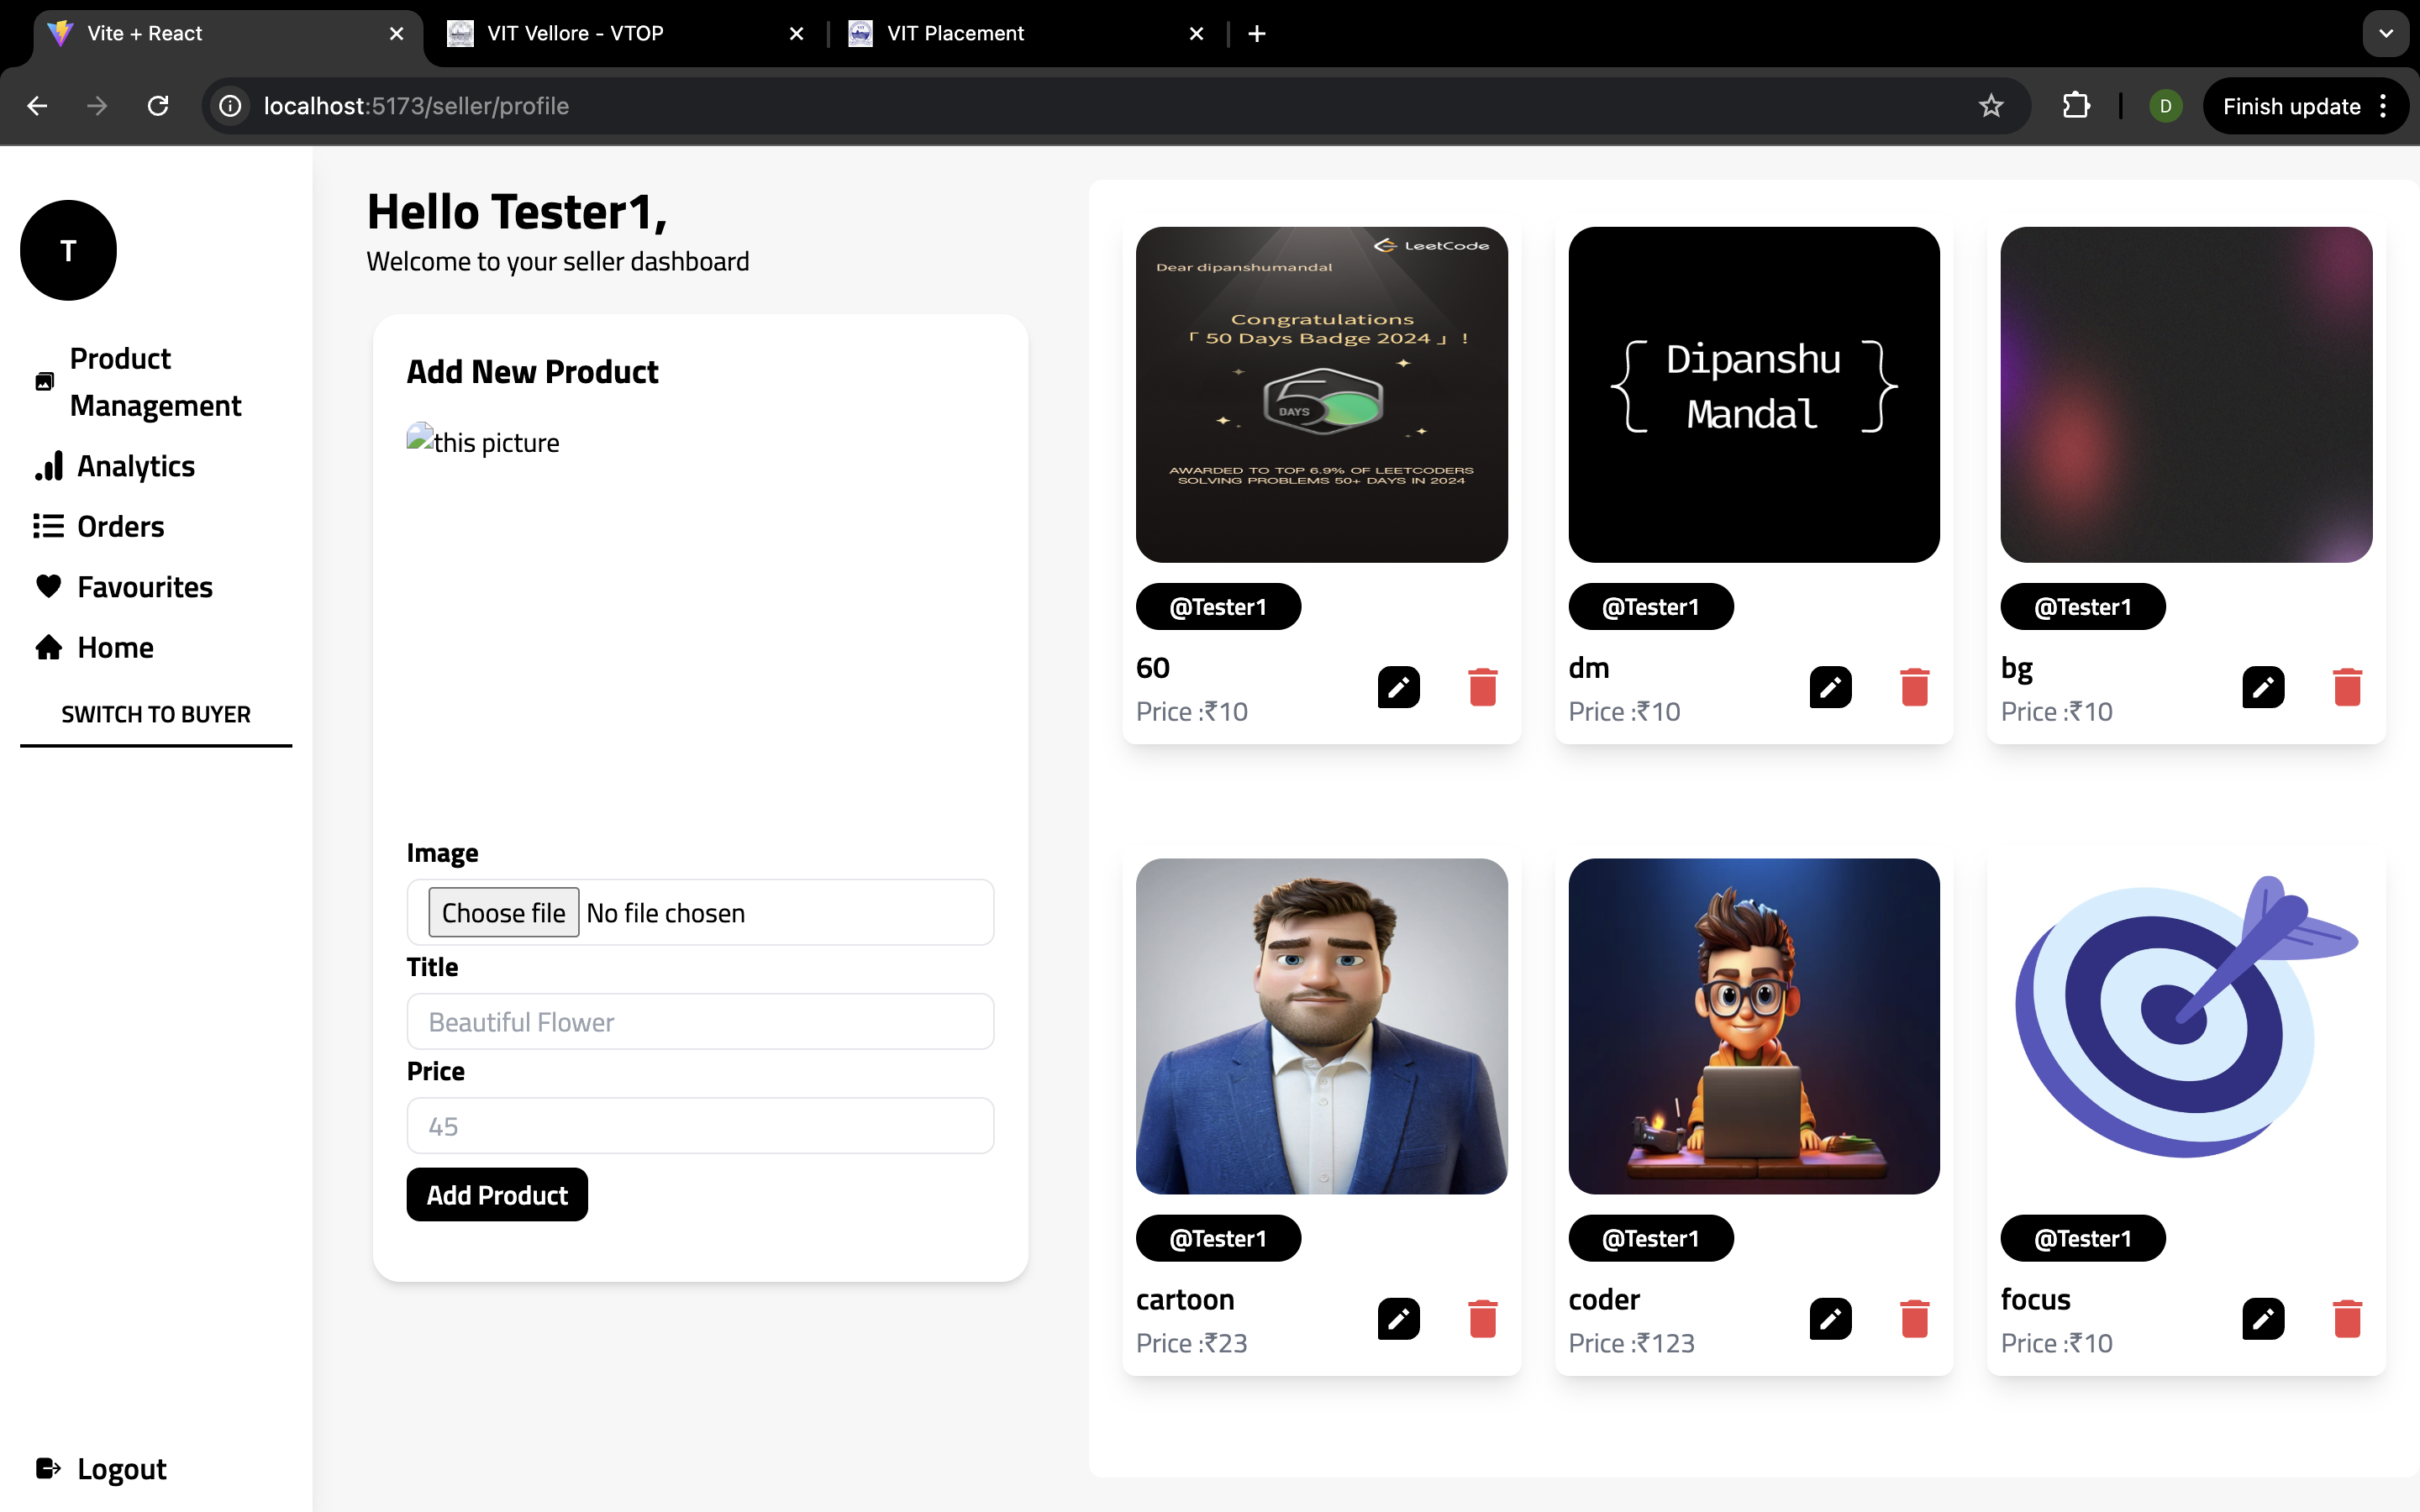 Vite + React
VIT Vellore - VTOP
VIT Placement
localhost:5173/seller/profile
D
Finish update
T
Product
Management
Analytics
Orders
Favourites
Home
SWITCH TO BUYER
Logout
Hello Tester1,
Welcome to your seller dashboard
Add New Product
this picture
Image
Choose file No file chosen
Title
Beautiful Flower
Price
45
Add Product
LeetCode
Dear dipanshumandal
Congratulations
「 50 Days Badge 2024 」 !
50
DAYS
AWARDED TO TOP 6.9% OF LEETCODERS
SOLVING PROBLEMS 50+ DAYS IN 2024
@Tester1
60
Price :₹10
{ Dipanshu
Mandal }
@Tester1
dm
Price :₹10
@Tester1
bg
Price :₹10
@Tester1
cartoon
Price :₹23
@Tester1
coder
Price :₹123
@Tester1
focus
Price :₹10